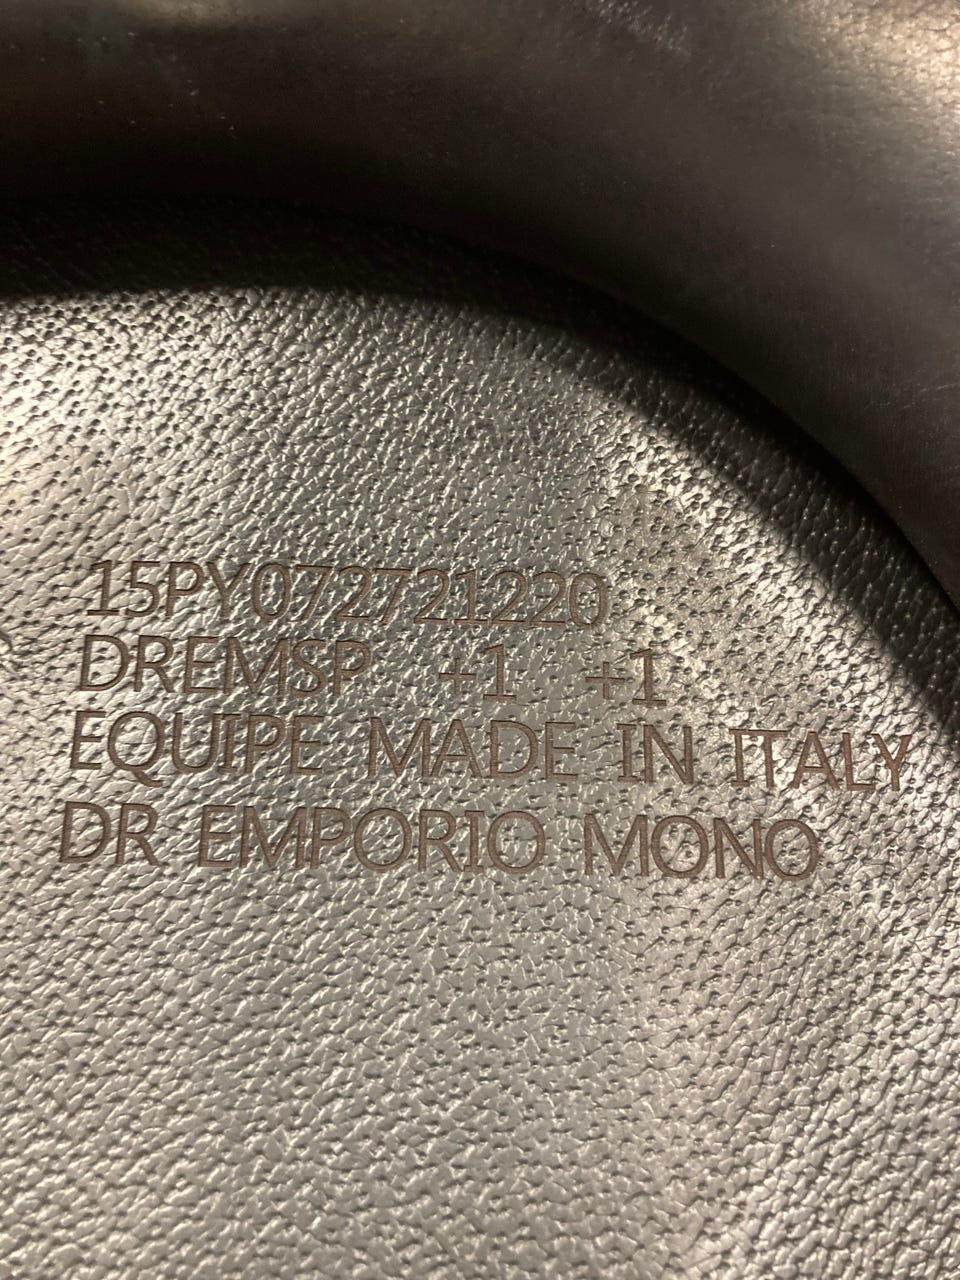 15PY072721220
DREMSP +1 +1
EQUIPE MADE IN ITALY.
DR EMPORIO MONO